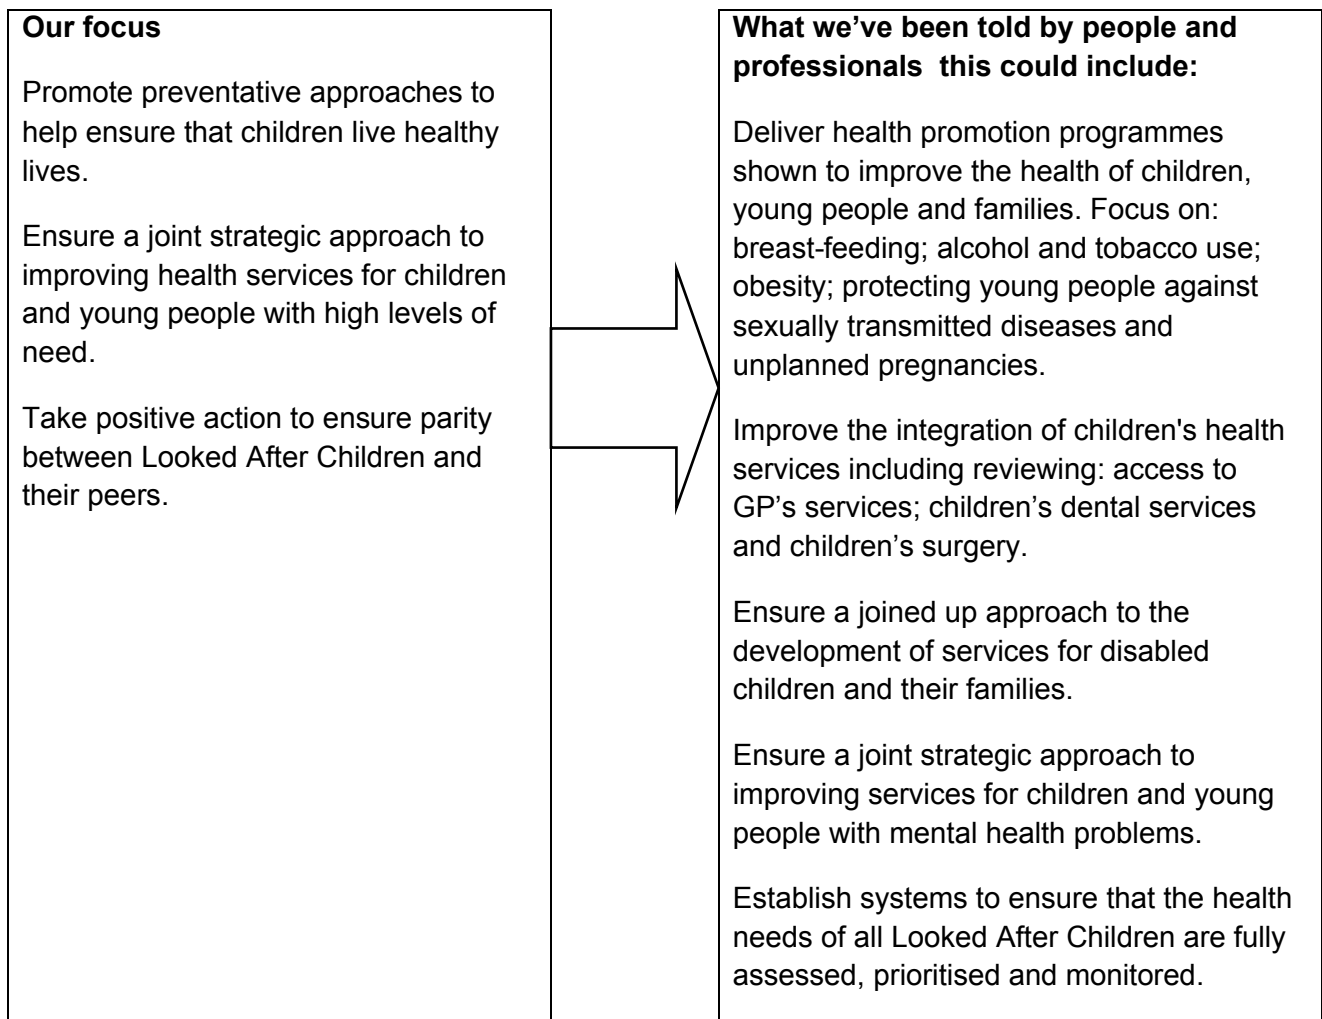 Our focus
Promote preventative approaches to
help ensure that children live healthy
lives.
Ensure a joint strategic approach to
improving health services for children
and young people with high levels of
need.
Take positive action to ensure parity
between Looked After Children and
their peers.
What we’ve been told by people and
professionals  this could include:
Deliver health promotion programmes
shown to improve the health of children,
young people and families. Focus on:
breast-feeding; alcohol and tobacco use;
obesity; protecting young people against
sexually transmitted diseases and
unplanned pregnancies.
Improve the integration of children's health
services including reviewing: access to
GP’s services; children’s dental services
and children’s surgery.
Ensure a joined up approach to the
development of services for disabled
children and their families.
Ensure a joint strategic approach to
improving services for children and young
people with mental health problems.
Establish systems to ensure that the health
needs of all Looked After Children are fully
assessed, prioritised and monitored.